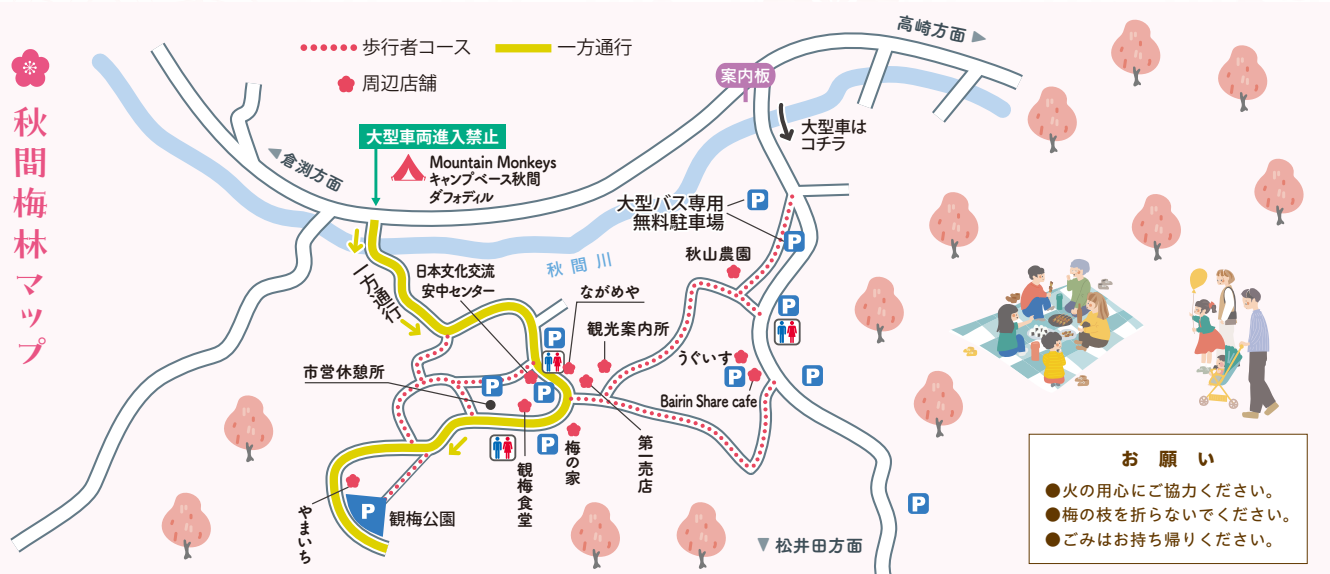 秋間梅林マップ
歩行者コース
一方通行
周辺店舗
高崎方面
案内板
大型車は
コチラ
大型車両進入禁止
倉渕方面
Mountain Monkeys
キャンプベース秋間
ダフォディル
大型バス専用
無料駐車場
P
P
秋山農園
秋間川
一方通行
日本文化交流
安中センター
ながめや
観光案内所
P
P
うぐいす
P
P
Bairin Share cafe
市営休憩所
P
P
P
梅の家
第一売店
観梅食堂
やまいち
P
観梅公園
P
松井田方面
お願い
●火の用心にご協力ください。
●梅の枝を折らないでください。
●ごみはお持ち帰りください。